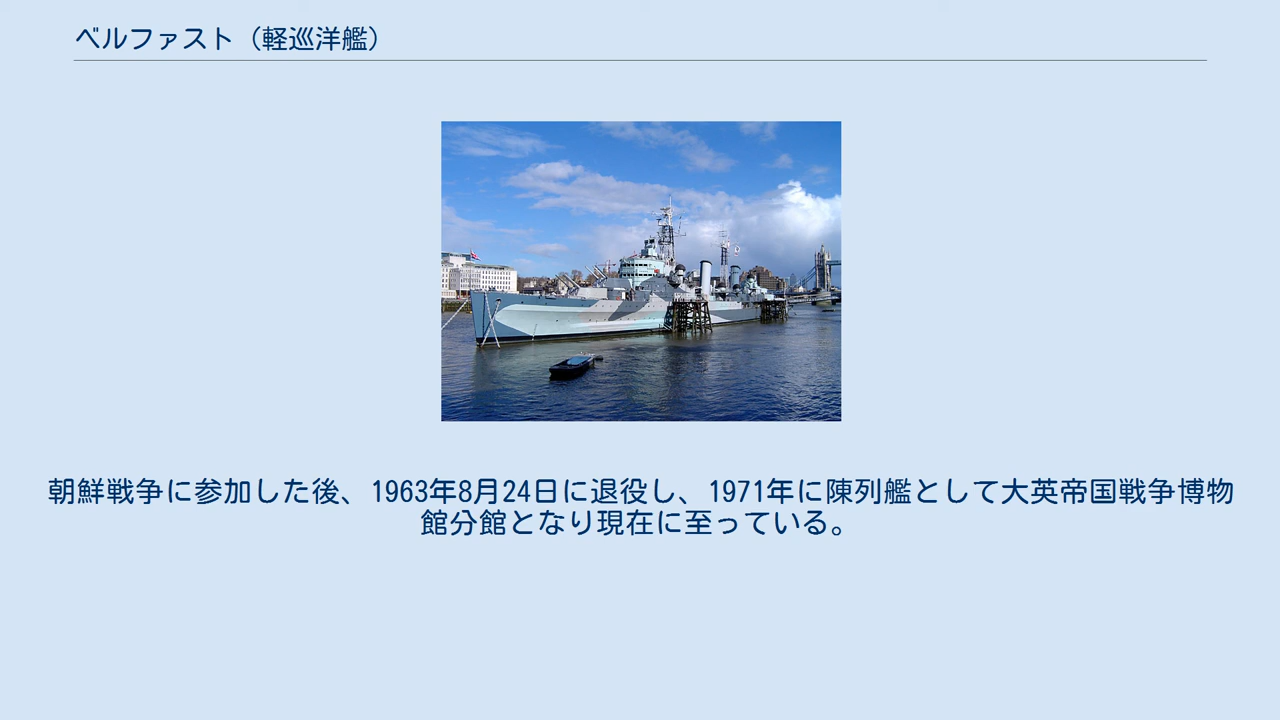 ベルファスト（軽巡洋艦）
朝鮮戦争に参加した後、1963年8月24日に退役し、1971年に陳列艦として大英帝国戦争博物
館分館となり現在に至っている。